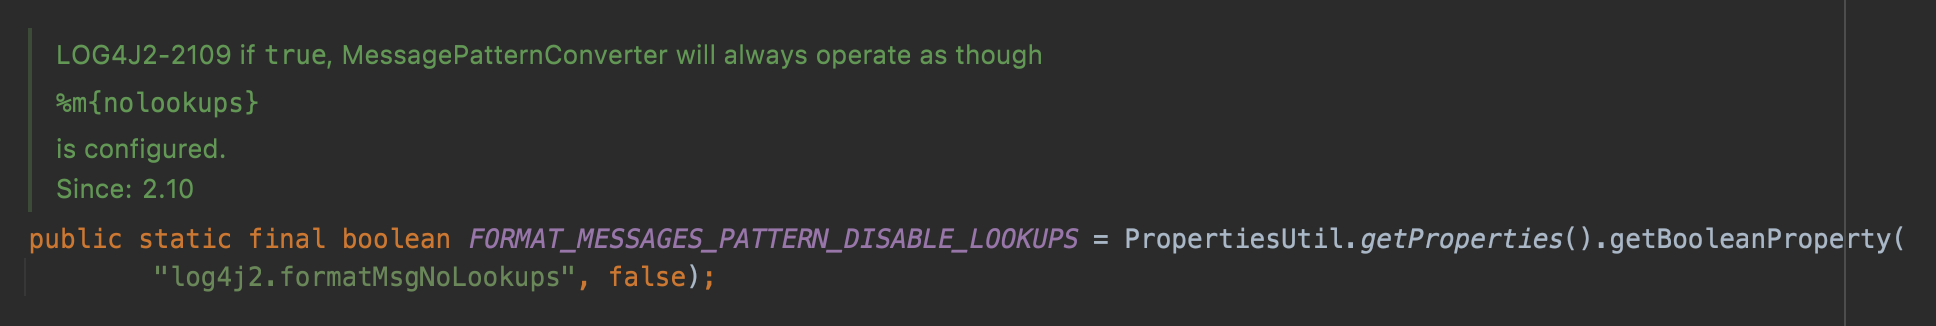 LOG4J2-2109 if true, MessagePatternConverter will always operate as though
%m{nolookups}
is configured.
Since: 2.10
public static final boolean FORMAT_MESSAGES_PATTERN_DISABLE_LOOKUPS = PropertiesUtil.getProperties().getBooleanProperty(
"log4j2.formatMsgNoLookups", false);